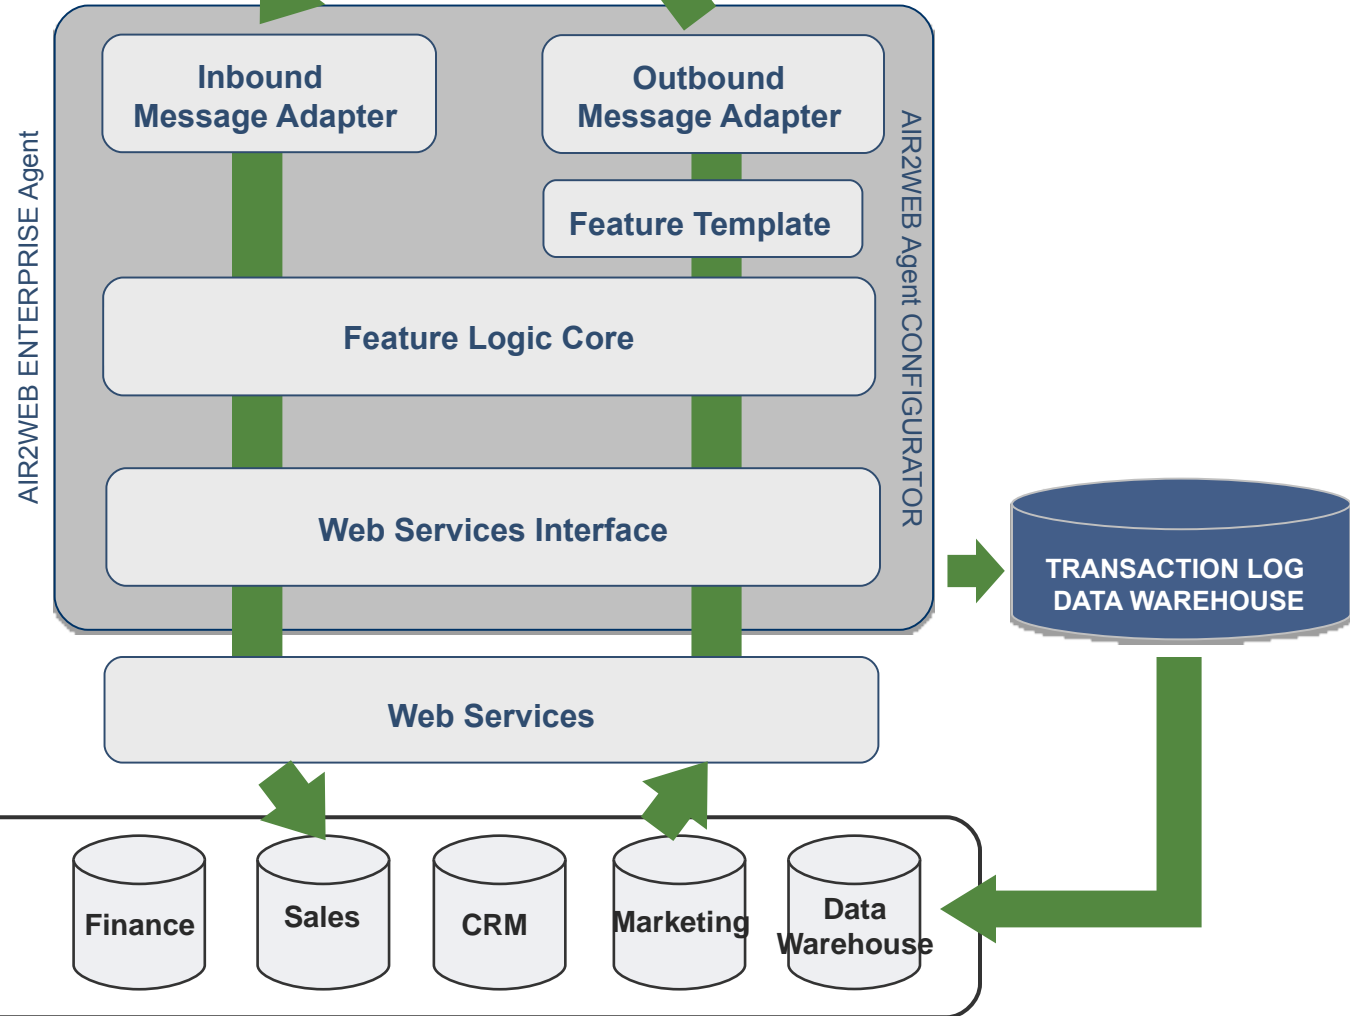 Inbound
Message Adapter
Outbound
Message Adapter
AIR2WEB ENTERPRISE Agent
AIR2WEB Agent CONFIGURATOR
Feature Template
Feature Logic Core
Web Services Interface
TRANSACTION LOG
DATA WAREHOUSE
Web Services
Finance
Sales
CRM
Marketing
Data
Warehouse